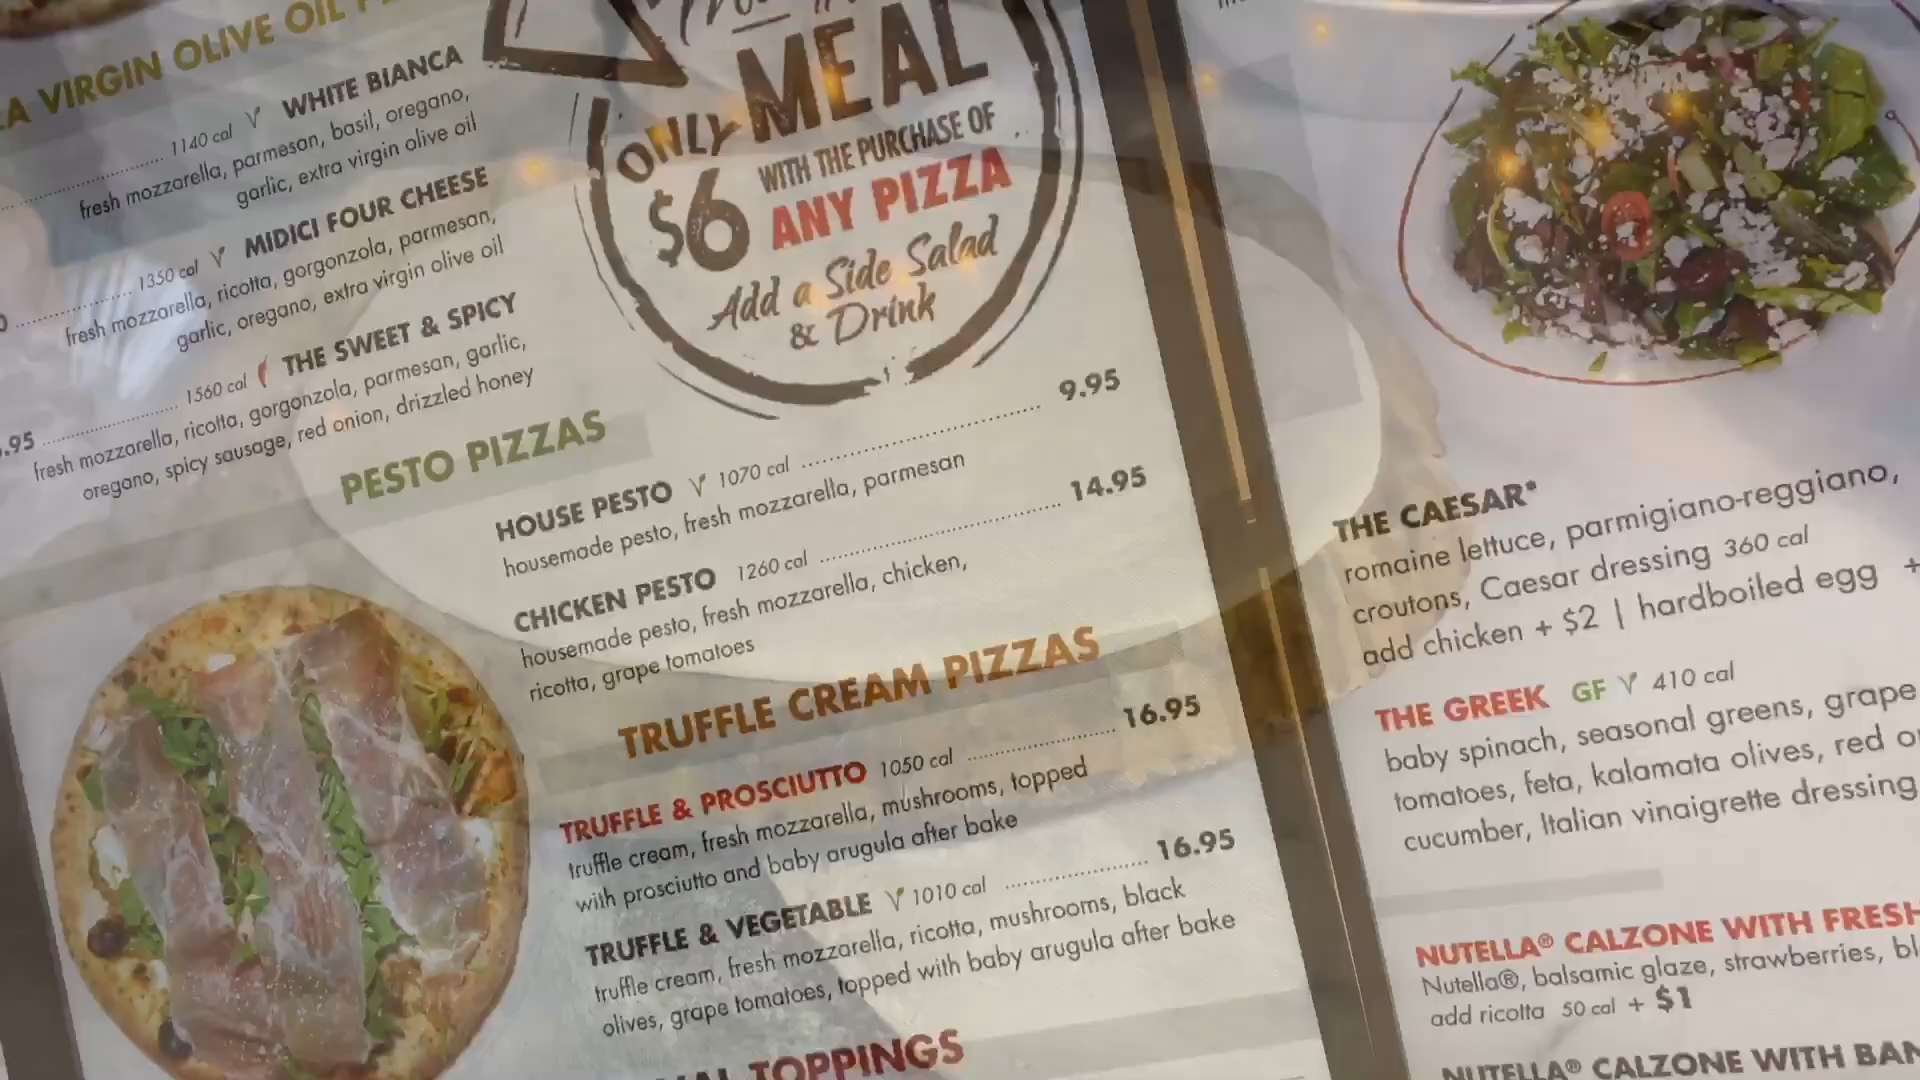 VIRGIN OLIVE OIL
1140 cal V WHITE BIANCA
fresh mozzarella, parmesan, basil, oregano,
garlic, extra virgin olive oil
1350 cal V MIDICI FOUR CHEESE
fresh mozzarella, ricotta, gorgonzola, parmesan,
garlic, oregano, extra virgin olive oil
1560 cal THE SWEET & SPICY
.95
fresh mozzarella, ricotta, gorgonzola, parmesan, garlic,
oregano, spicy sausage, red onion, drizzled honey
MEAL
ONLY
$6
WITH THE PURCHASE OF
ANY PIZZA
Add a Side Salad
& Drink
PESTO PIZZAS
HOUSE PESTO V 1070 cal 9.95
housemade pesto, fresh mozzarella, parmesan
CHICKEN PESTO 1260 cal 14.95
housemade pesto, fresh mozzarella, chicken,
ricotta, grape tomatoes
TRUFFLE CREAM PIZZAS
TRUFFLE & PROSCIUTTO 1050 cal 16.95
truffle cream, fresh mozzarella, mushrooms, topped
with prosciutto and baby arugula after bake
TRUFFLE & VEGETABLE V 1010 cal 16.95
truffle cream, fresh mozzarella, ricotta, mushrooms, black
olives, grape tomatoes, topped with baby arugula after bake
TOPPINGS
THE CAESAR*
romaine lettuce, parmigiano-reggiano,
croutons, Caesar dressing 360 cal
add chicken + $2 | hardboiled egg +
THE GREEK GF V 410 cal
baby spinach, seasonal greens, grape
tomatoes, feta, kalamata olives, red
cucumber, Italian vinaigrette dressing
NUTELLA® CALZONE WITH FRESH
Nutella®, balsamic glaze, strawberries,
add ricotta 50 cal + $1
NUTELLA® CALZONE WITH BAN